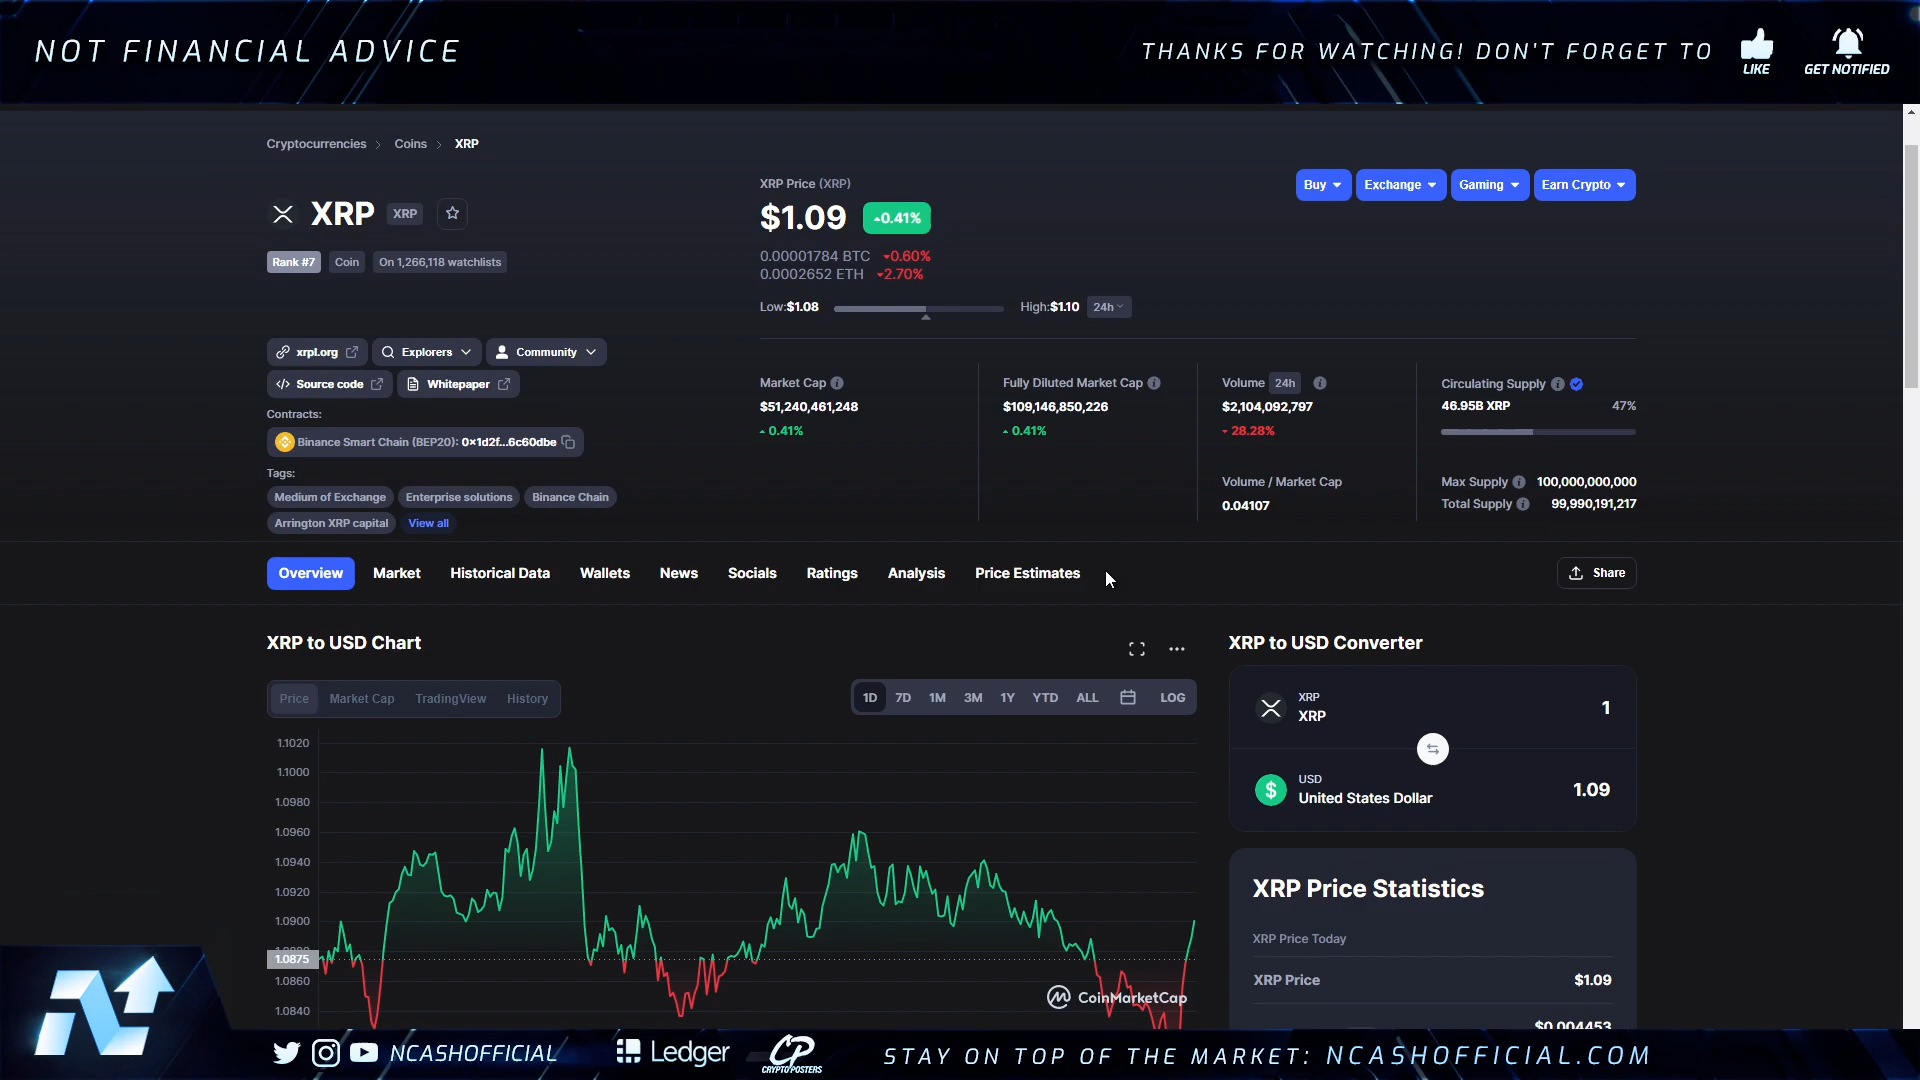 NOT FINANCIAL ADVICE
THANKS FOR WATCHING! DON'T FORGET TO
LIKE
GET NOTIFIED
Cryptocurrencies > Coins > XRP
XRP XRP
Rank #7 Coin On 1,266,118 watchlists
XRP Price (XRP)
$1.09 0.41%
0.00001784 BTC 0.60%
0.0002652 ETH 2.70%
Low:$1.08 High:$1.10 24h
Buy Exchange Gaming Earn Crypto
xrpl.org Explorers Community
Source code Whitepaper
Contracts:
Binance Smart Chain (BEP20): 0x1d2f...6c60dbe
Tags:
Medium of Exchange Enterprise solutions Binance Chain
Arrington XRP capital View all
Market Cap
$51,240,461,248
0.41%
Fully Diluted Market Cap
$109,146,850,226
0.41%
Volume 24h
$2,104,092,797
28.28%
Volume / Market Cap
0.04107
Circulating Supply
46.95B XRP 47%
Max Supply 100,000,000,000
Total Supply 99,990,191,217
Overview Market Historical Data Wallets News Socials Ratings Analysis Price Estimates
Share
XRP to USD Chart
Price Market Cap TradingView History
1D 7D 1M 3M 1Y YTD ALL LOG
1.1020
1.1000
1.0980
1.0960
1.0940
1.0920
1.0900
1.0875
1.0860
1.0840
CoinMarketCap
XRP to USD Converter
XRP
XRP
1
USD
United States Dollar
1.09
XRP Price Statistics
XRP Price Today
XRP Price $1.09
$0.004453
NCASHOFFICIAL
Ledger
CP
CRYPTOPOSTERS
STAY ON TOP OF THE MARKET: NCASHOFFICIAL.COM